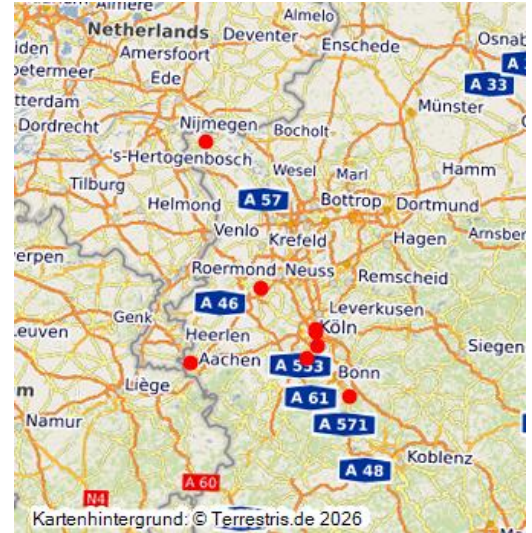 Almere
Almelo
Netherlands
Deventer
Enschede
Osnab
Amersfoort
A 33
Ede
Münster
Dordrecht
Nijmegen
Bocholt
's-Hertogenbosch
Hamm
Wesel
Marl
Tilburg
A 57
Bottrop
Dortmund
Helmond
Venlo
Krefeld
Hagen
Arnsber
Roermond
Neuss
Remscheid
A 46
Genk
Leverkusen
Köln
Heerlen
Siegen
Aachen
A 553
Bonn
Liège
A 61
A 571
Namur
Koblenz
A 48
A 60
N4
Kartenhintergrund: © Terrestris.de 2026